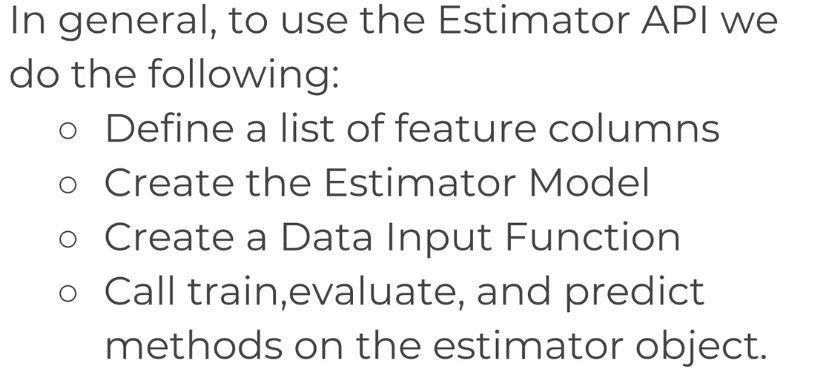 In general, to use the Estimator API we
do the following:
○ Define a list of feature columns
○ Create the Estimator Model
○ Create a Data Input Function
○ Call train,evaluate, and predict
methods on the estimator object.